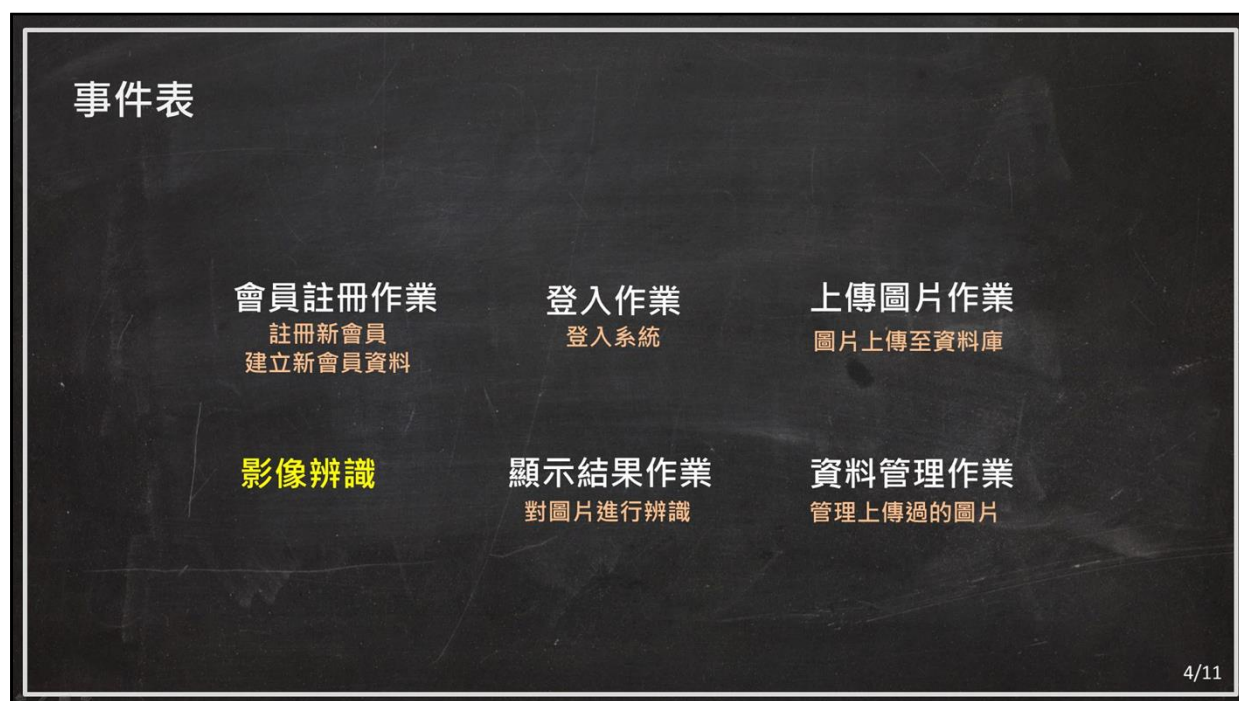 事件表
會員註冊作業
註冊新會員
建立新會員資料
登入作業
登入系統
上傳圖片作業
圖片上傳至資料庫
影像辨識
顯示結果作業
對圖片進行辨識
資料管理作業
管理上傳過的圖片
4/11